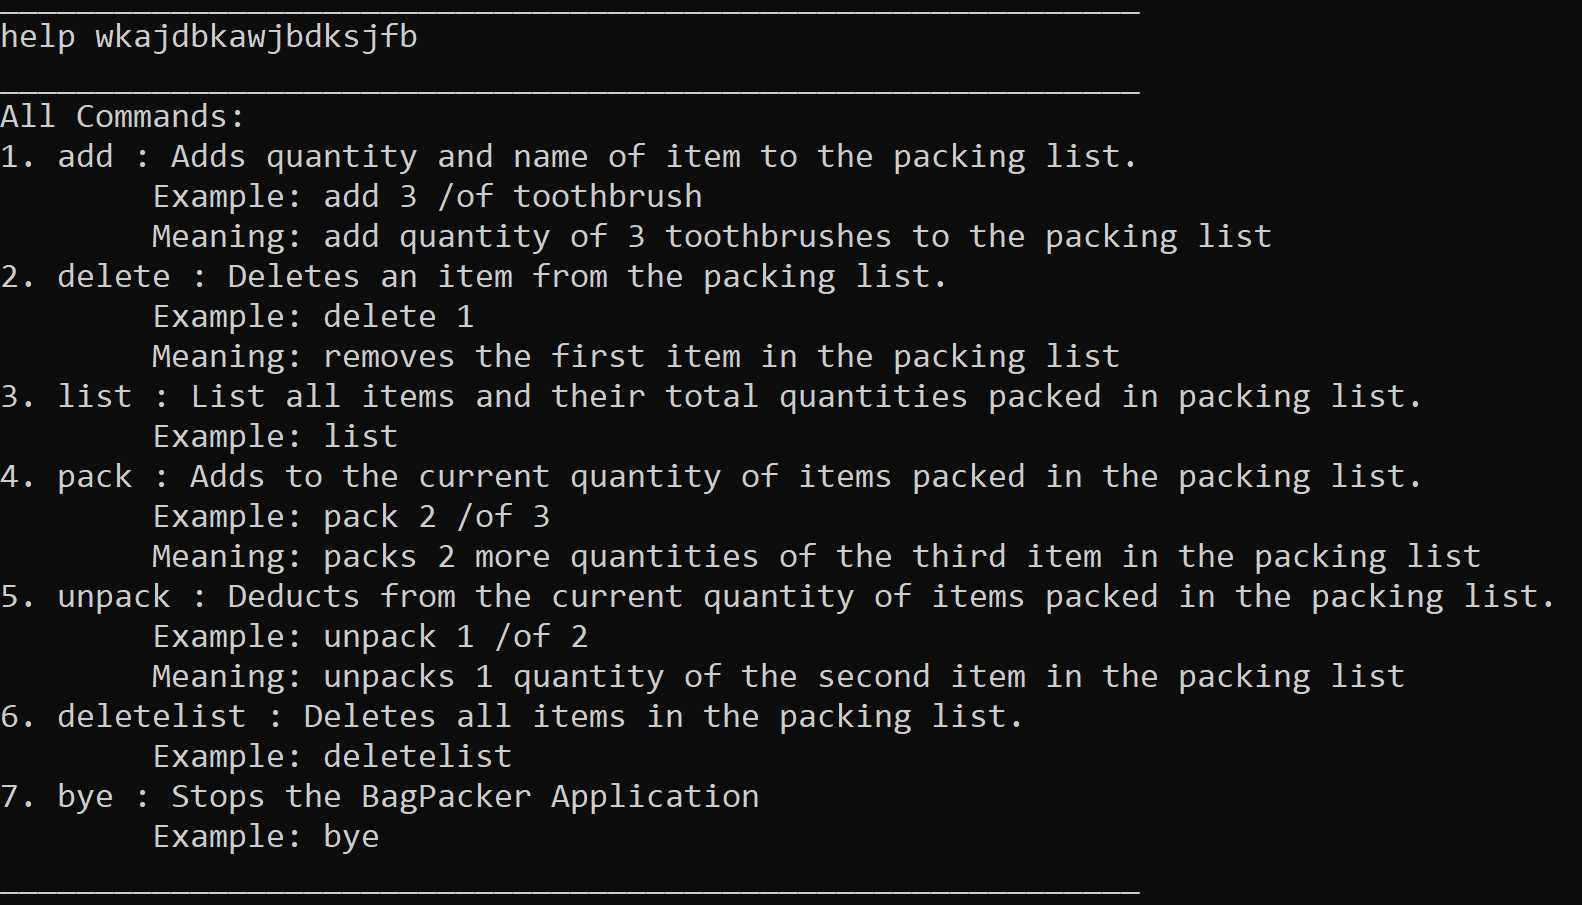 help wkajdbkawjbdksjfb
All Commands:
1. add : Adds quantity and name of item to the packing list.
Example: add 3 /of toothbrush
Meaning: add quantity of 3 toothbrushes to the packing list
2. delete : Deletes an item from the packing list.
Example: delete 1
Meaning: removes the first item in the packing list
3. list : List all items and their total quantities packed in packing list.
Example: list
4. pack : Adds to the current quantity of items packed in the packing list.
Example: pack 2 /of 3
Meaning: packs 2 more quantities of the third item in the packing list
5. unpack : Deducts from the current quantity of items packed in the packing list.
Example: unpack 1 /of 2
Meaning: unpacks 1 quantity of the second item in the packing list
6. deletelist : Deletes all items in the packing list.
Example: deletelist
7. bye : Stops the BagPacker Application
Example: bye